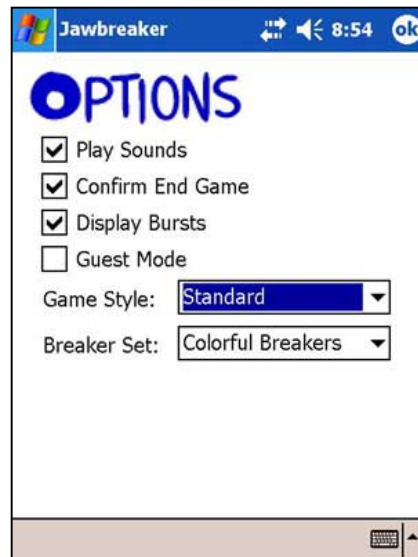 Jawbreaker 8:54 ok
OPTIONS
Play Sounds
Confirm End Game
Display Bursts
Guest Mode
Game Style: Standard
Breaker Set: Colorful Breakers